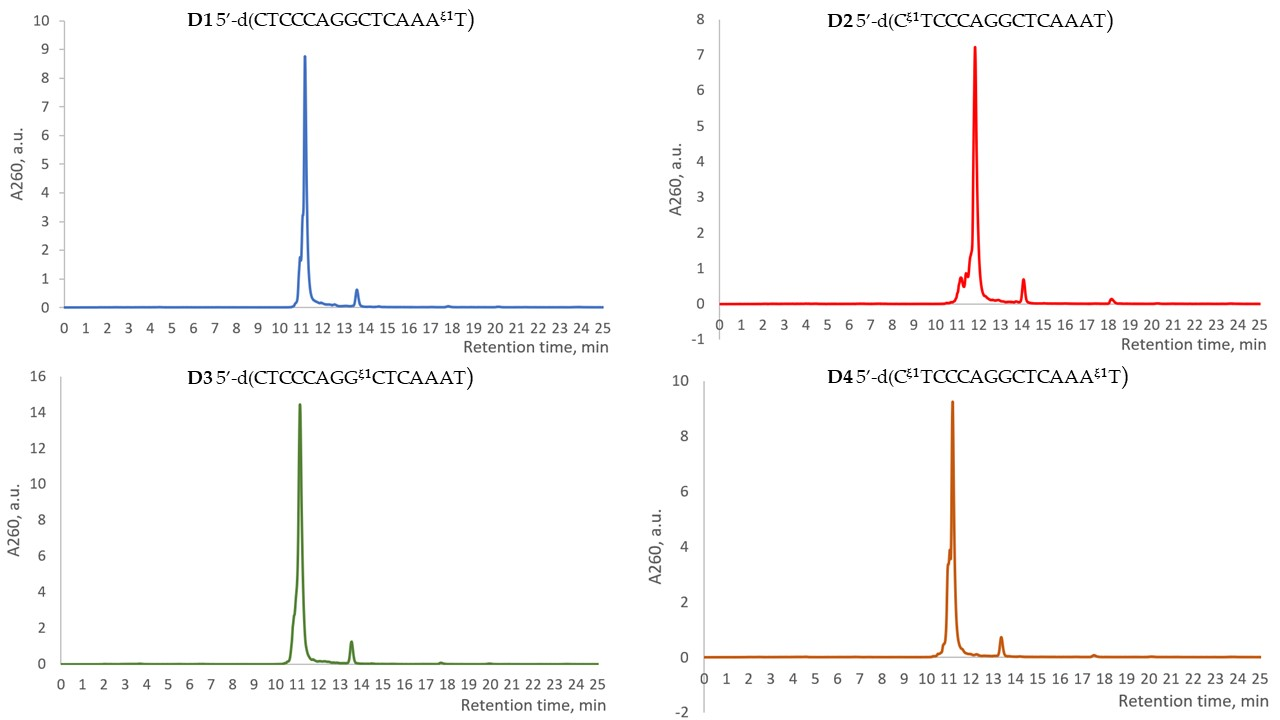 D1 5′-d(CTCCCAGGCTCAAAξ1T)
10
9
8
7
6
5
4
3
2
1
0
A260, a.u.
0 1 2 3 4 5 6 7 8 9 10 11 12 13 14 15 16 17 18 19 20 21 22 23 24 25
Retention time, min
D2 5′-d(Cξ1TCCCAGGCTCAAAT)
8
7
6
5
4
3
2
1
0
-1
A260, a.u.
0 1 2 3 4 5 6 7 8 9 10 11 12 13 14 15 16 17 18 19 20 21 22 23 24 25
Retention time, min
D3 5′-d(CTCCCAGGξ1CTCAAAT)
16
14
12
10
8
6
4
2
0
A260, a.u.
0 1 2 3 4 5 6 7 8 9 10 11 12 13 14 15 16 17 18 19 20 21 22 23 24 25
Retention time, min
D4 5′-d(Cξ1TCCCAGGCTCAAAξ1T)
10
8
6
4
2
0
-2
A260, a.u.
0 1 2 3 4 5 6 7 8 9 10 11 12 13 14 15 16 17 18 19 20 21 22 23 24 25
Retention time, min